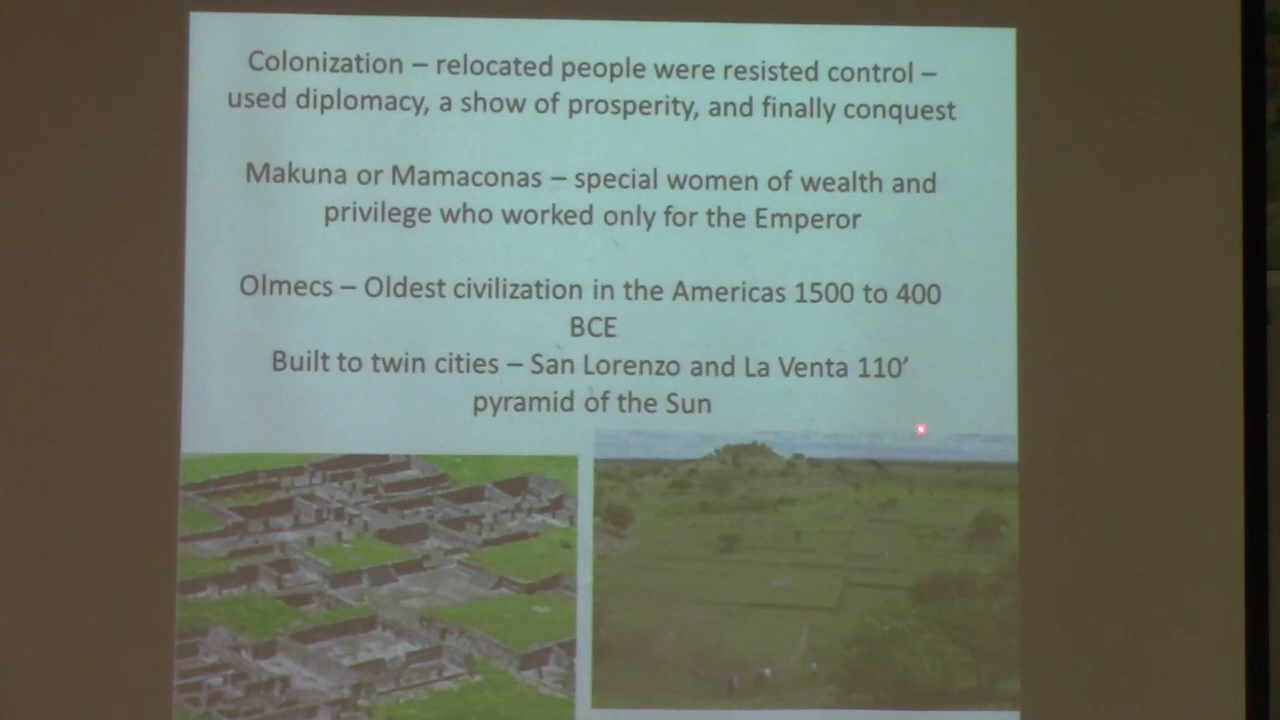 Colonization – relocated people were resisted control –
used diplomacy, a show of prosperity, and finally conquest
Makuna or Mamaconas – special women of wealth and
privilege who worked only for the Emperor
Olmecs – Oldest civilization in the Americas 1500 to 400
BCE
Built to twin cities – San Lorenzo and La Venta 110’
pyramid of the Sun